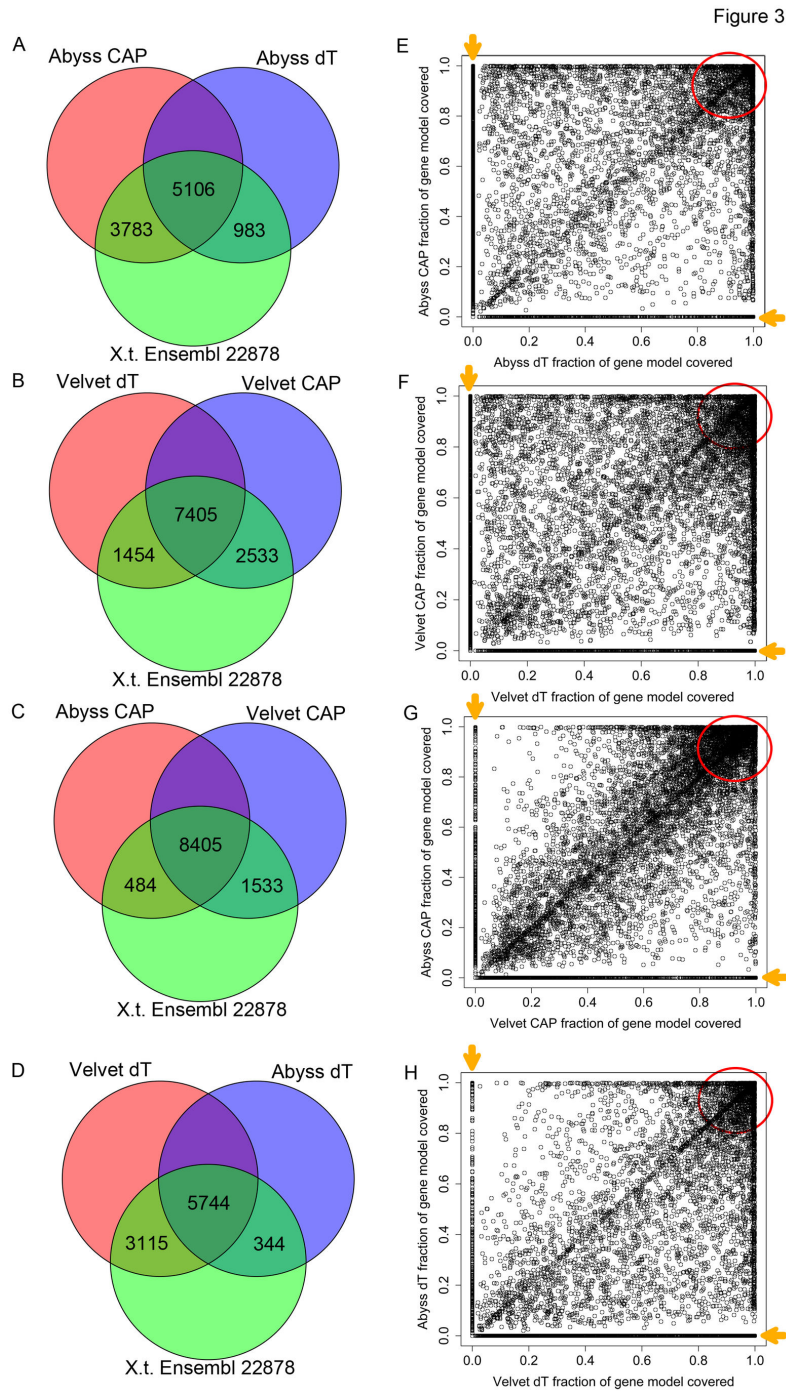 Figure 3
A
Abyss CAP
Abyss dT
5106
3783
983
X.t. Ensembl 22878
E
Abyss CAP fraction of gene model covered
1.0
0.8
0.6
0.4
0.2
0.0
0.0 0.2 0.4 0.6 0.8 1.0
Abyss dT fraction of gene model covered
B
Velvet dT
Velvet CAP
7405
1454
2533
X.t. Ensembl 22878
F
Velvet CAP fraction of gene model covered
1.0
0.8
0.6
0.4
0.2
0.0
0.0 0.2 0.4 0.6 0.8 1.0
Velvet dT fraction of gene model covered
C
Abyss CAP
Velvet CAP
8405
484
1533
X.t. Ensembl 22878
G
Abyss CAP fraction of gene model covered
1.0
0.8
0.6
0.4
0.2
0.0
0.0 0.2 0.4 0.6 0.8 1.0
Velvet CAP fraction of gene model covered
D
Velvet dT
Abyss dT
5744
3115
344
X.t. Ensembl 22878
H
Abyss dT fraction of gene model covered
1.0
0.8
0.6
0.4
0.2
0.0
0.0 0.2 0.4 0.6 0.8 1.0
Velvet dT fraction of gene model covered